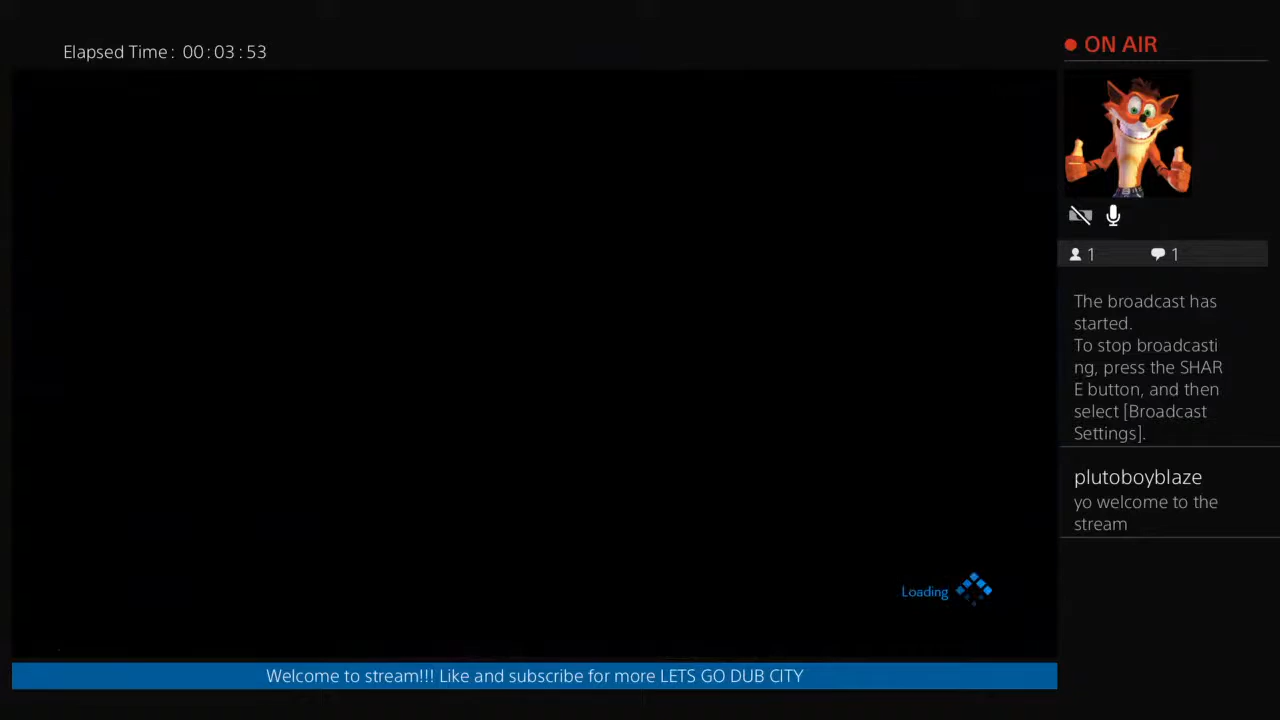 Elapsed Time: 00:03:53
ON AIR
1 1
The broadcast has
started.
To stop broadcasti
ng, press the SHAR
E button, and then
select [Broadcast
Settings].
plutoboyblaze
yo welcome to the
stream
Loading
Welcome to stream!!! Like and subscribe for more LETS GO DUB CITY